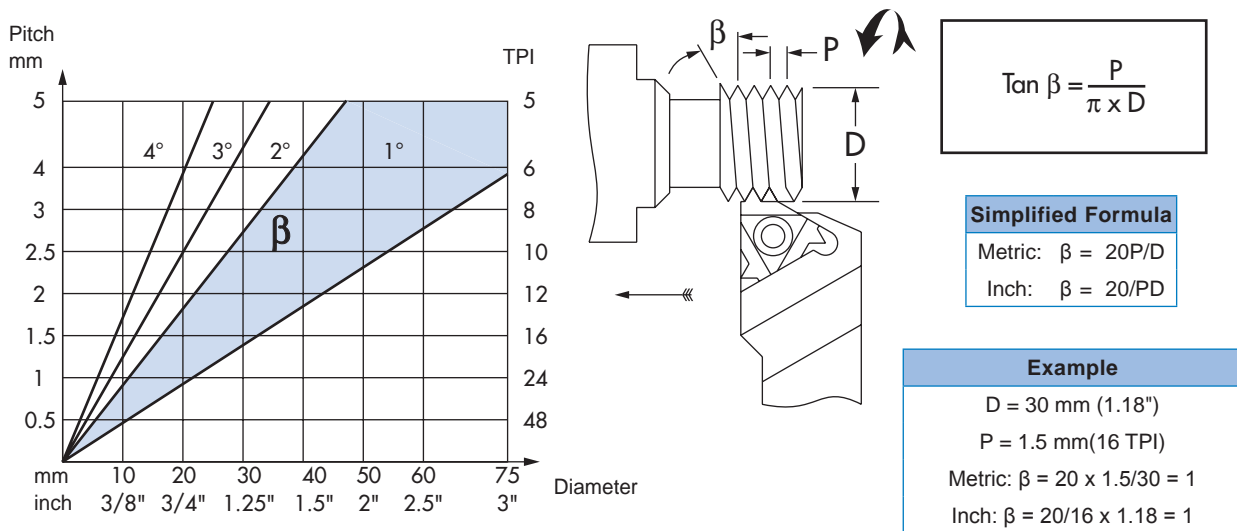 Pitch
mm
TPI
5
4
3
2.5
2
1.5
1
0.5
4°
3°
2°
1°
β
5
6
8
10
12
16
24
48
mm 10 20 30 40 50 60 75
inch 3/8" 3/4" 1.25" 1.5" 2" 2.5" 3"
Diameter
β
P
D
Tan β = P
π x D
Simplified Formula
Metric: β = 20P/D
Inch: β = 20/PD
Example
D = 30 mm (1.18")
P = 1.5 mm(16 TPI)
Metric: β = 20 x 1.5/30 = 1
Inch: β = 20/16 x 1.18 = 1